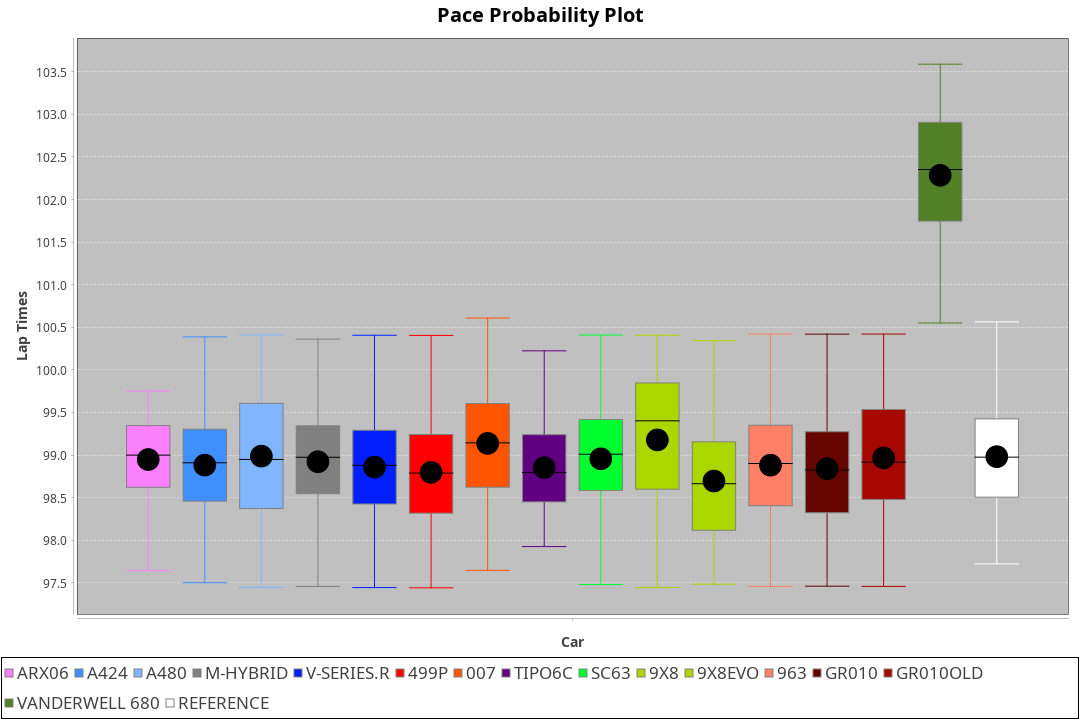 Pace Probability Plot
103.5
103.0
102.5
102.0
101.5
101.0
100.5
100.0
99.5
99.0
98.5
98.0
97.5
Lap Times
Car
ARX06 A424 A480 M-HYBRID V-SERIES.R 499P 007 TIPO6C SC63 9X8 9X8EVO 963 GR010 GR010OLD
VANDERWELL 680 REFERENCE